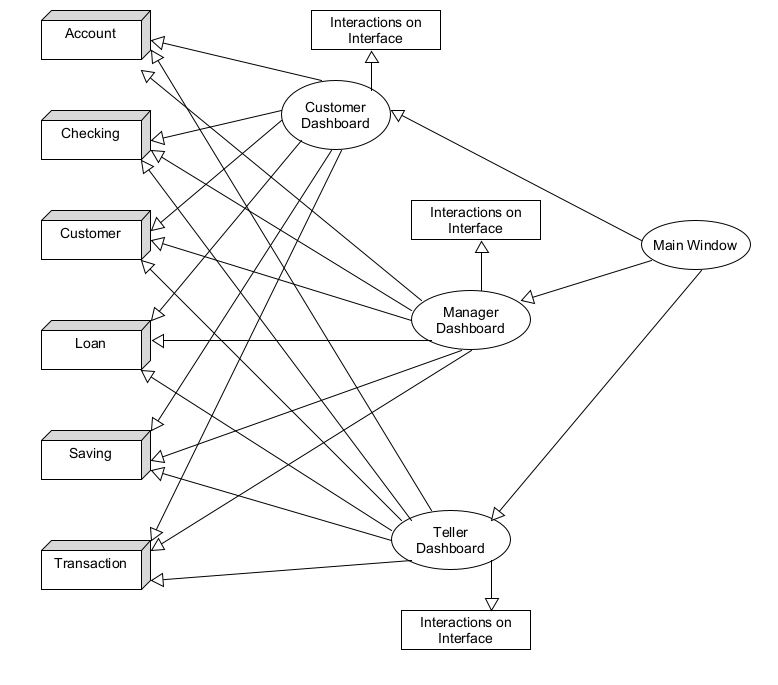 Account
Interactions on
Interface
Customer
Dashboard
Checking
Interactions on
Interface
Customer
Main Window
Manager
Dashboard
Loan
Saving
Teller
Dashboard
Transaction
Interactions on
Interface